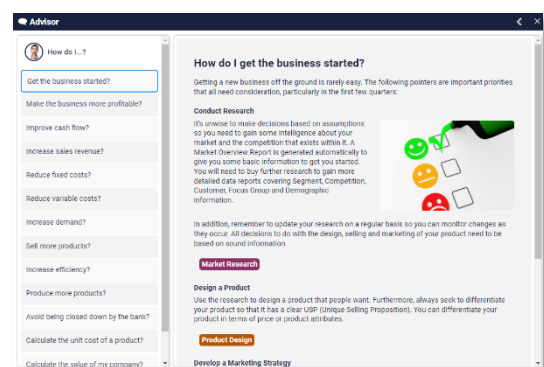 Advisor
How do I...?
Get the business started?
Make the business more profitable?
Improve cash flow?
Increase sales revenue?
Reduce fixed costs?
Reduce variable costs?
Increase demand?
Sell more products?
Increase efficiency?
Produce more products?
Avoid being closed down by the bank?
Calculate the unit cost of a product?
Calculate the value of my company?
How do I get the business started?
Getting a new business off the ground is rarely easy. The following pointers are important priorities
that all need consideration, particularly in the first few quarters:
Conduct Research
It's unwise to make decisions based on assumptions
so you need to gain some intelligence about your
market and the competition that exists within it. A
Market Overview Report is generated automatically to
give you some basic information to get you started.
You will need to buy further research to gain more
detailed data reports covering Segment, Competition,
Customer, Focus Group and Demographic
information.
In addition, remember to update your research on a regular basis so you can monitor changes as
they occur. All decisions to do with the design, selling and marketing of your product need to be
based on sound information.
Market Research
Design a Product
Use the research to design a product that people want. Furthermore, always seek to differentiate
your product so that it has a clear USP (Unique Selling Proposition). You can differentiate your
product in terms of price or product attributes.
Product Design
Develop a Marketing Strategy